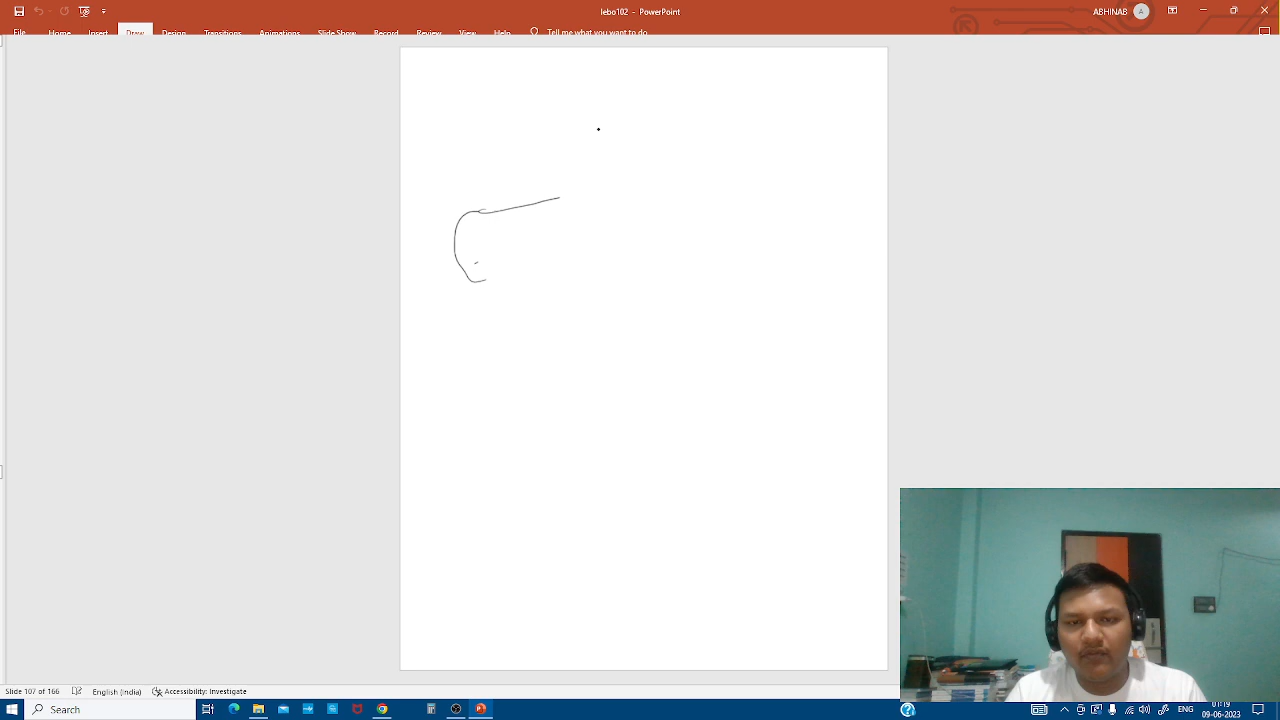 lebo102 - PowerPoint
ABHINAB A
File Home Insert Draw Design Transitions Animations Slide Show Record Review View Help Tell me what you want to do
Slide 107 of 166 English (India) Accessibility: Investigate
Search
ENG 01:19
09-06-2023